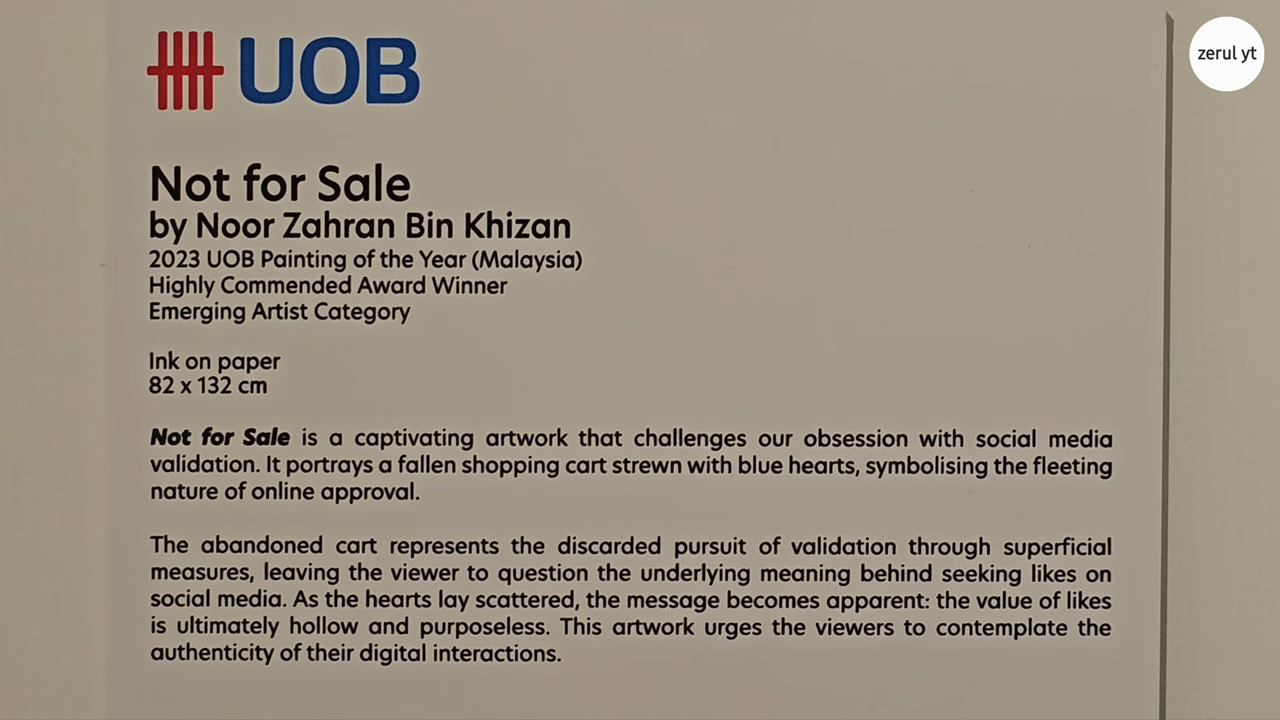 UOB
zerul yt
Not for Sale
by Noor Zahran Bin Khizan
2023 UOB Painting of the Year (Malaysia)
Highly Commended Award Winner
Emerging Artist Category
Ink on paper
82 x 132 cm
Not for Sale is a captivating artwork that challenges our obsession with social media
validation. It portrays a fallen shopping cart strewn with blue hearts, symbolising the fleeting
nature of online approval.
The abandoned cart represents the discarded pursuit of validation through superficial
measures, leaving the viewer to question the underlying meaning behind seeking likes on
social media. As the hearts lay scattered, the message becomes apparent: the value of likes
is ultimately hollow and purposeless. This artwork urges the viewers to contemplate the
authenticity of their digital interactions.